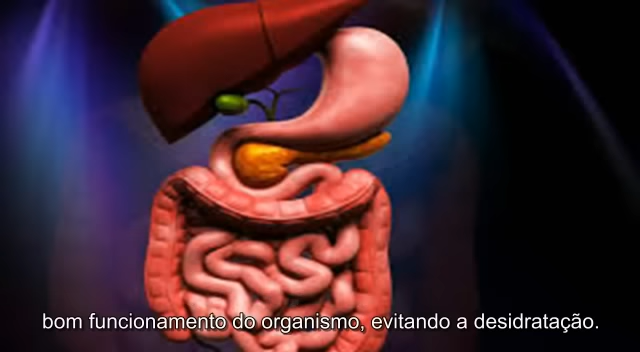 bom funcionamento do organismo, evitando a desidratação.